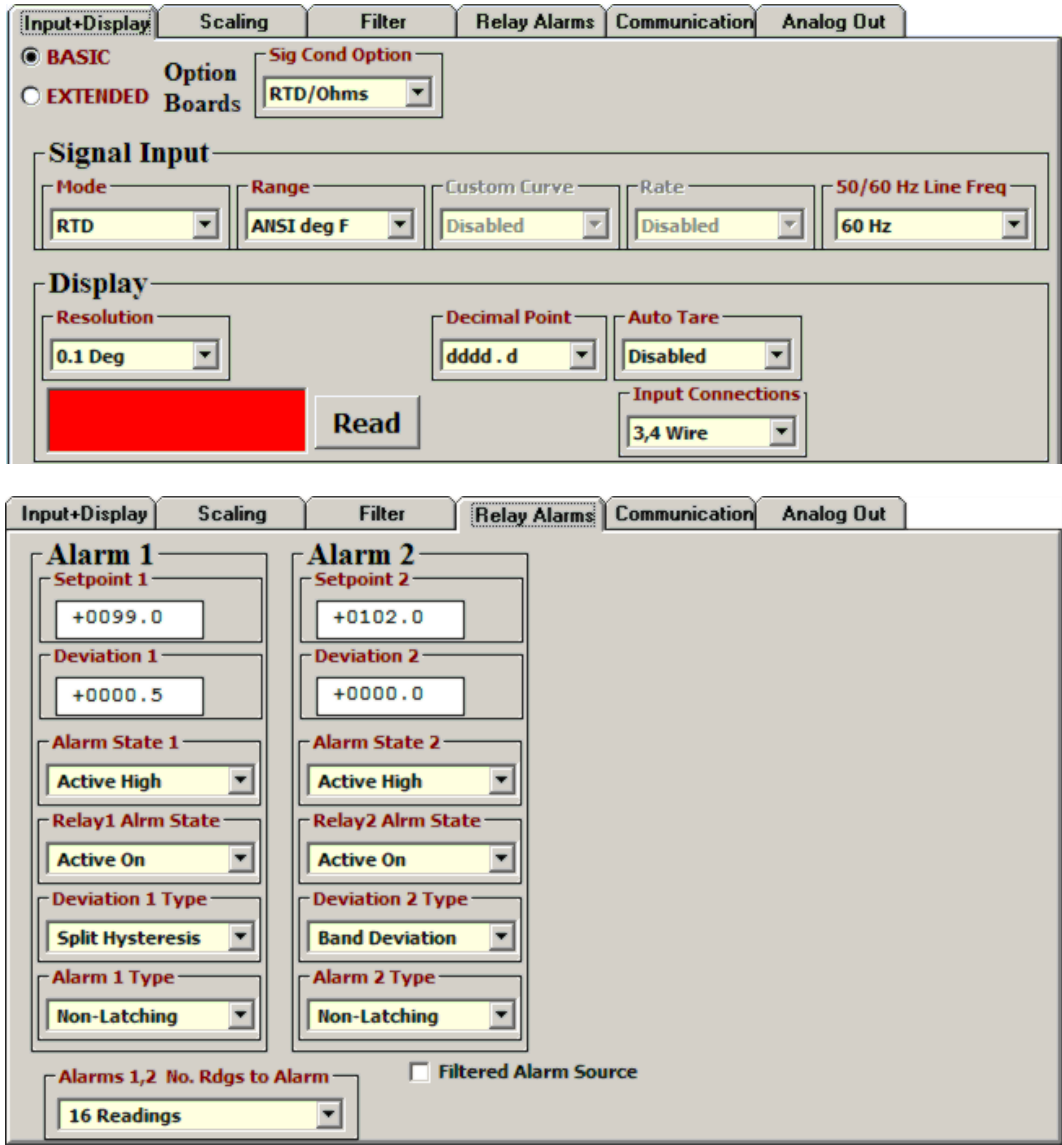 Input+Display Scaling Filter Relay Alarms Communication Analog Out
BASIC
EXTENDED
Option
Boards
Sig Cond Option
RTD/Ohms
Signal Input
Mode Range Custom Curve Rate 50/60 Hz Line Freq
RTD ANSI deg F Disabled Disabled 60 Hz
Display
Resolution Decimal Point Auto Tare
0.1 Deg dddd . d Disabled
Read
Input Connections
3,4 Wire
Input+Display Scaling Filter Relay Alarms Communication Analog Out
Alarm 1
Setpoint 1
+0099.0
Deviation 1
+0000.5
Alarm State 1
Active High
Relay1 Alrm State
Active On
Deviation 1 Type
Split Hysteresis
Alarm 1 Type
Non-Latching
Alarm 2
Setpoint 2
+0102.0
Deviation 2
+0000.0
Alarm State 2
Active High
Relay2 Alrm State
Active On
Deviation 2 Type
Band Deviation
Alarm 2 Type
Non-Latching
Alarms 1,2 No. Rdgs to Alarm
16 Readings
Filtered Alarm Source